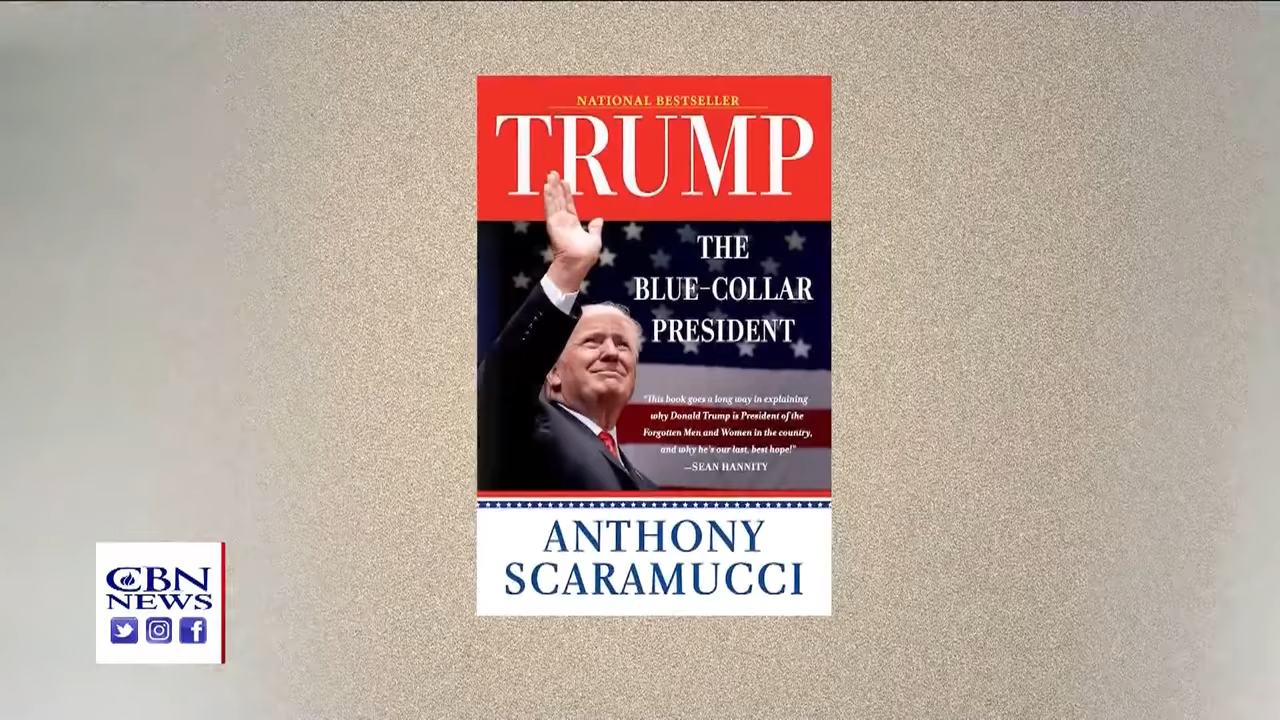 NATIONAL BESTSELLER
TRUMP
THE
BLUE-COLLAR
PRESIDENT
"This book goes a long way in explaining
why Donald Trump is President of the
Forgotten Men and Women in the country,
and why he's our last, best hope!"
—SEAN HANNITY
ANTHONY
SCARAMUCCI
CBN
NEWS